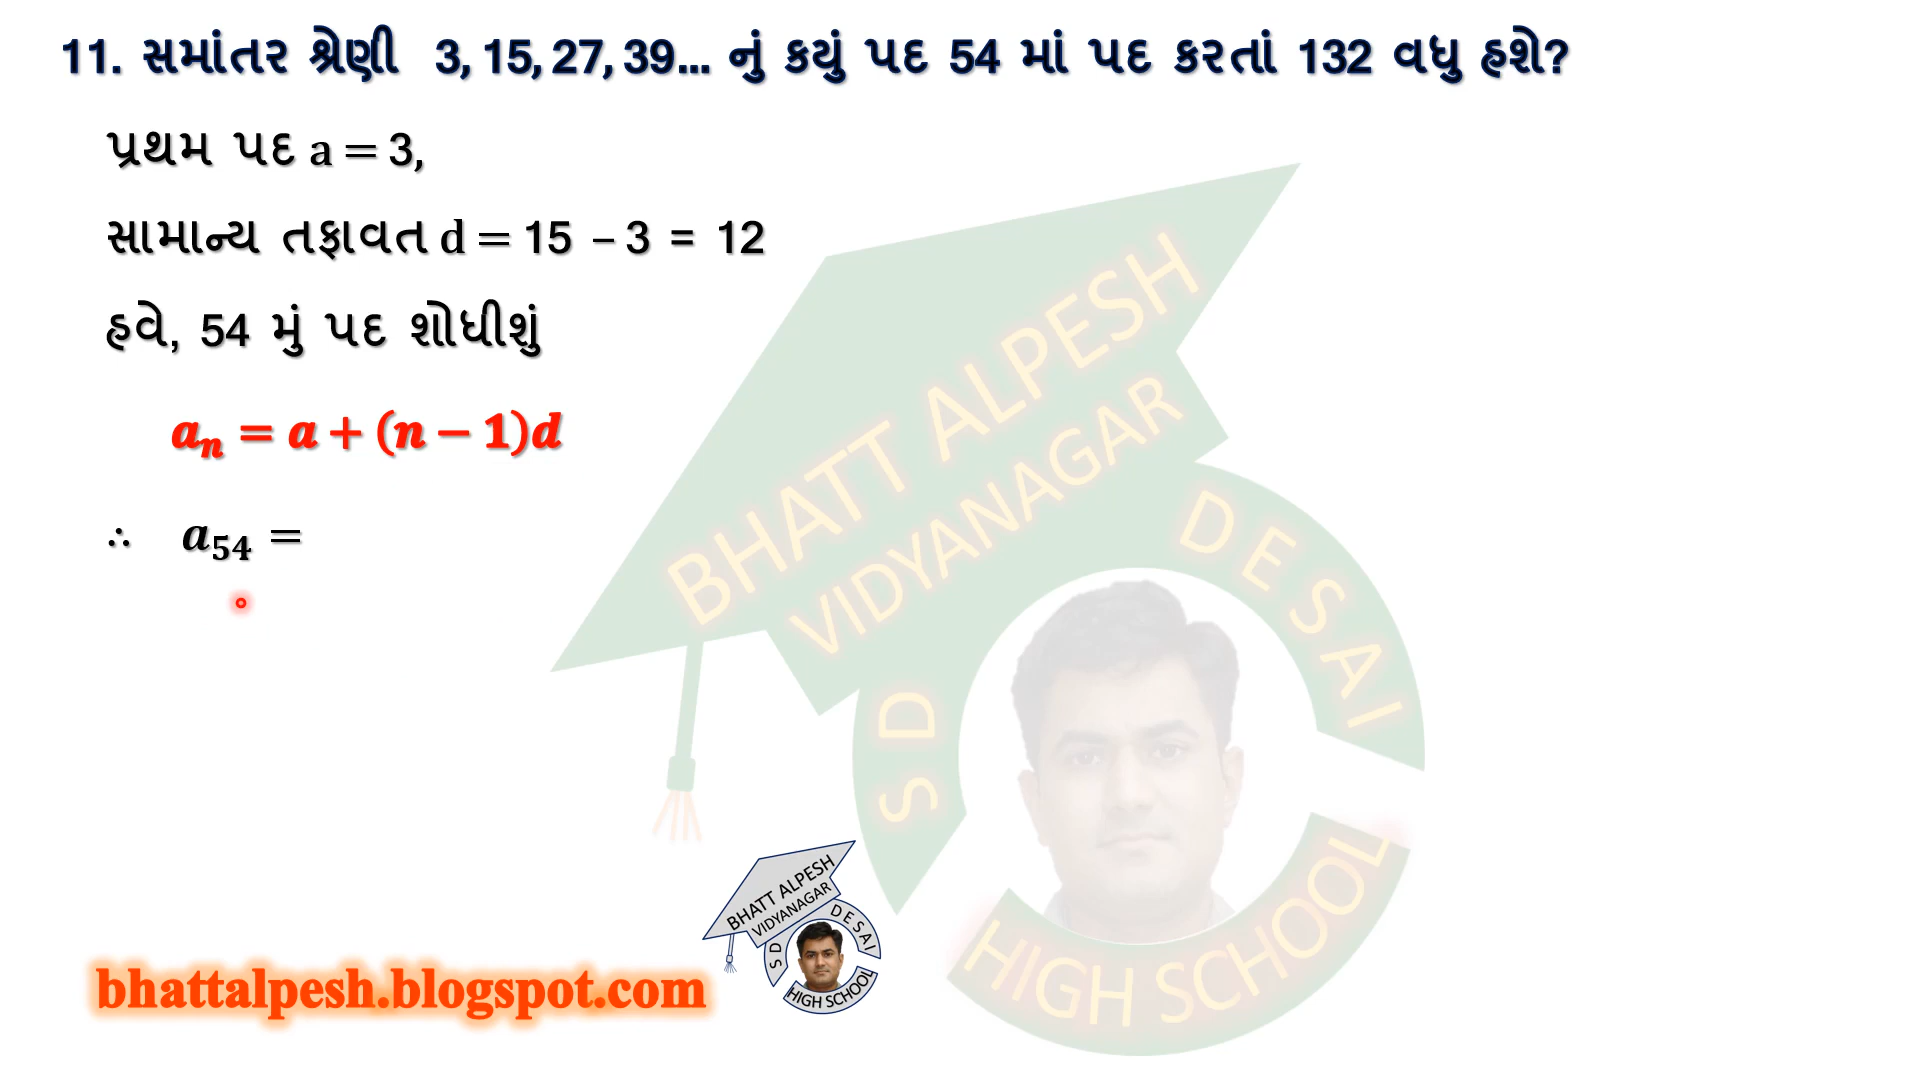 11. સમાંતર શ્રેણી 3, 15, 27, 39... નું કયું પદ 54 માં પદ કરતાં 132 વધુ હશે?
પ્રથમ પદ a = 3,
સામાન્ય તફાવત d = 15 – 3 = 12
હવે, 54 મું પદ શોધીશું
aₙ = a + (n − 1)d
∴ a₅₄ =
BHATT ALPESH
VIDYANAGAR
S D DESAI
HIGH SCHOOL
BHATT ALPESH
VIDYANAGAR
S D DESAI
HIGH SCHOOL
bhattalpesh.blogspot.com